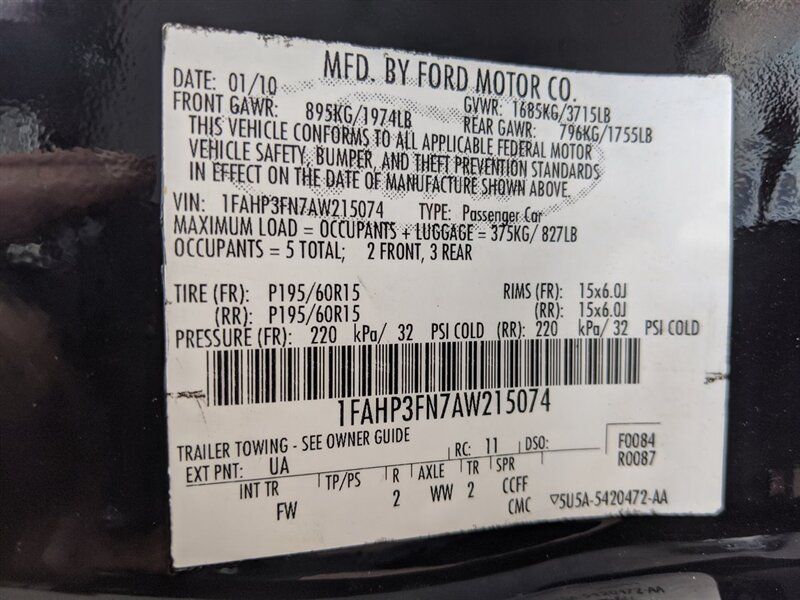 MFD. BY FORD MOTOR CO.
DATE: 01/10 GVWR: 1685KG/3715LB
FRONT GAWR: 895KG/1974LB REAR GAWR: 796KG/1755LB
THIS VEHICLE CONFORMS TO ALL APPLICABLE FEDERAL MOTOR
VEHICLE SAFETY, BUMPER, AND THEFT PREVENTION STANDARDS
IN EFFECT ON THE DATE OF MANUFACTURE SHOWN ABOVE.
VIN: 1FAHP3FN7AW215074 TYPE: Passenger Car
MAXIMUM LOAD = OCCUPANTS + LUGGAGE = 375KG/ 827LB
OCCUPANTS = 5 TOTAL; 2 FRONT, 3 REAR
TIRE (FR): P195/60R15 RIMS (FR): 15x6.0J
(RR): P195/60R15 (RR): 15x6.0J
PRESSURE (FR): 220 kPa/ 32 PSI COLD (RR): 220 kPa/ 32 PSI COLD
1FAHP3FN7AW215074
TRAILER TOWING - SEE OWNER GUIDE
F0084
EXT PNT: UA RC: 11 DSO: R0087
INT TR TP/PS R AXLE TR SPR
FW 2 WW 2 CCFF
CMC ▽5U5A-5420472-AA